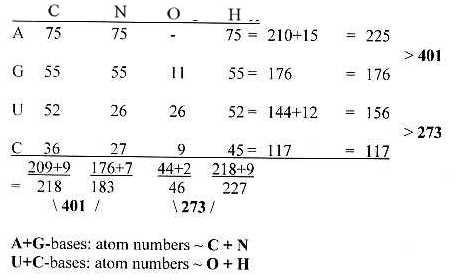 C N O H
A 75 75 - 75 = 210+15 = 225
> 401
G 55 55 11 55 = 176 = 176
U 52 26 26 52 = 144+12 = 156
> 273
C 36 27 9 45 = 117 = 117
209+9 176+7 44+2 218+9
= 218 183 46 227
\ 401 / \ 273 /
A+G-bases: atom numbers ~ C + N
U+C-bases: atom numbers ~ O + H